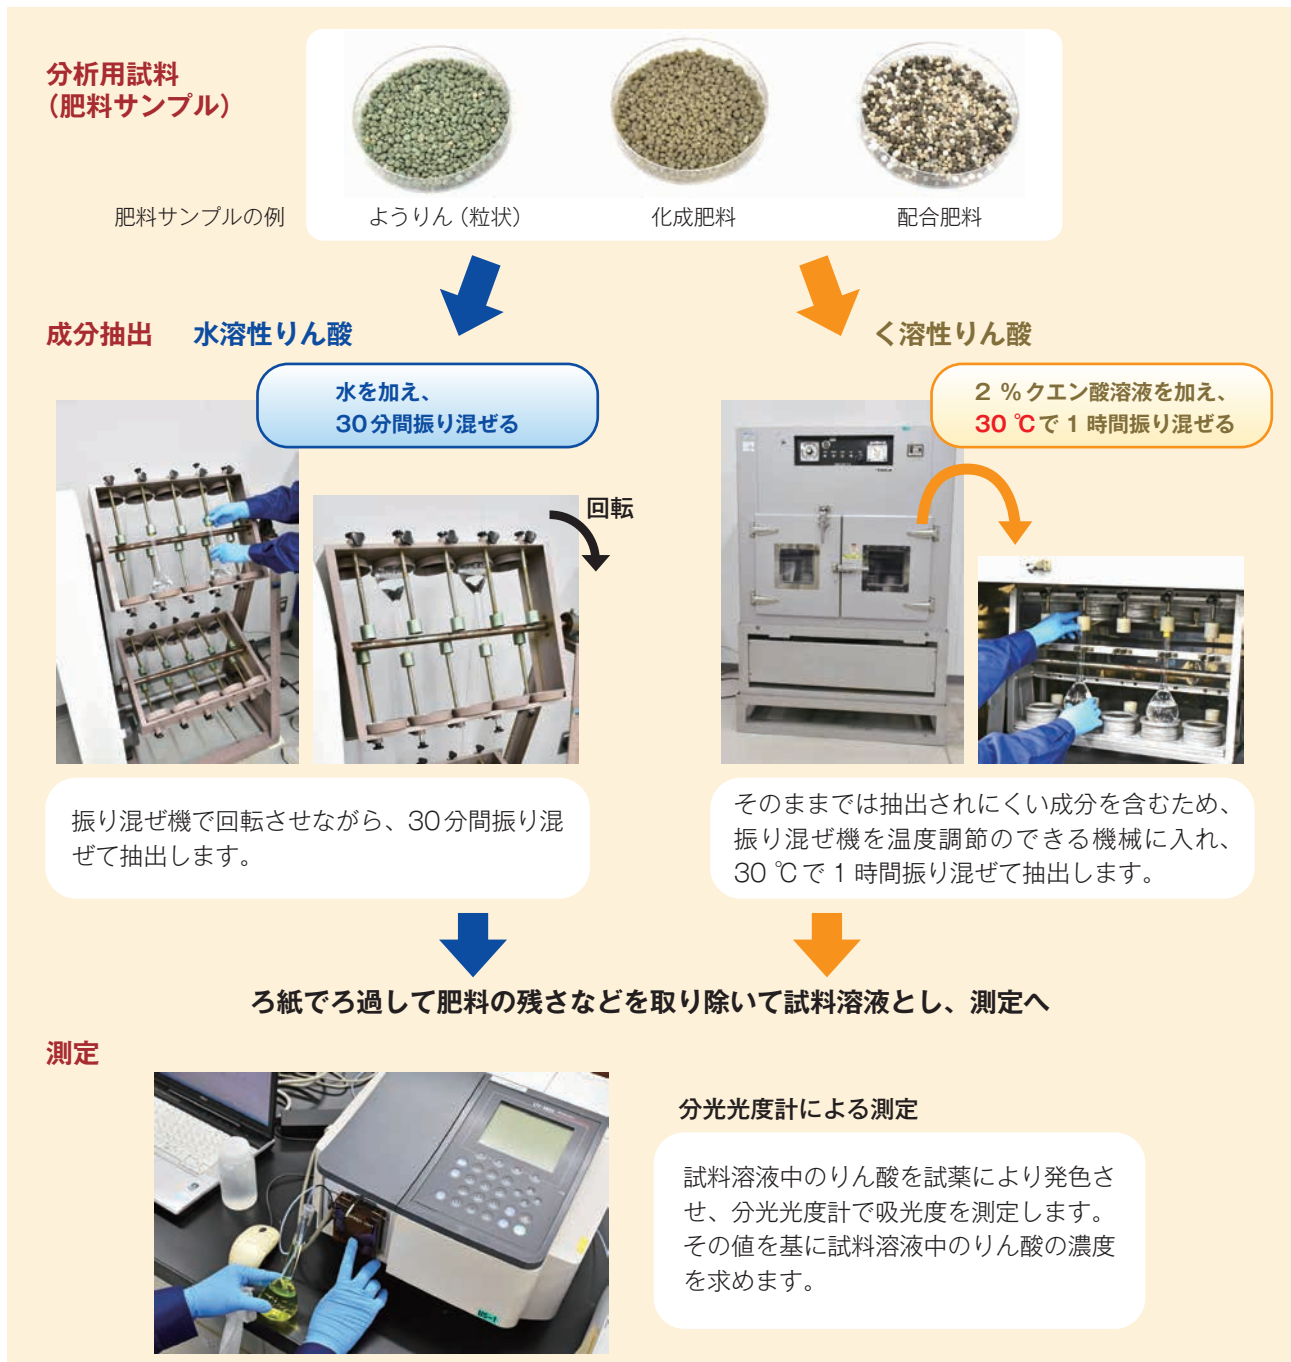 分析用試料
(肥料サンプル)
肥料サンプルの例
ようりん(粒状)
化成肥料
配合肥料
成分抽出
水溶性りん酸
水を加え、
30分間振り混ぜる
回転
振り混ぜ機で回転させながら、30分間振り混
ぜて抽出します。
く溶性りん酸
2 %クエン酸溶液を加え、
30 ℃で1時間振り混ぜる
そのままでは抽出されにくい成分を含むため、
振り混ぜ機を温度調節のできる機械に入れ、
30 ℃で1時間振り混ぜて抽出します。
ろ紙でろ過して肥料の残さなどを取り除いて試料溶液とし、測定へ
測定
分光光度計による測定
試料溶液中のりん酸を試薬により発色さ
せ、分光光度計で吸光度を測定します。
その値を基に試料溶液中のりん酸の濃度
を求めます。